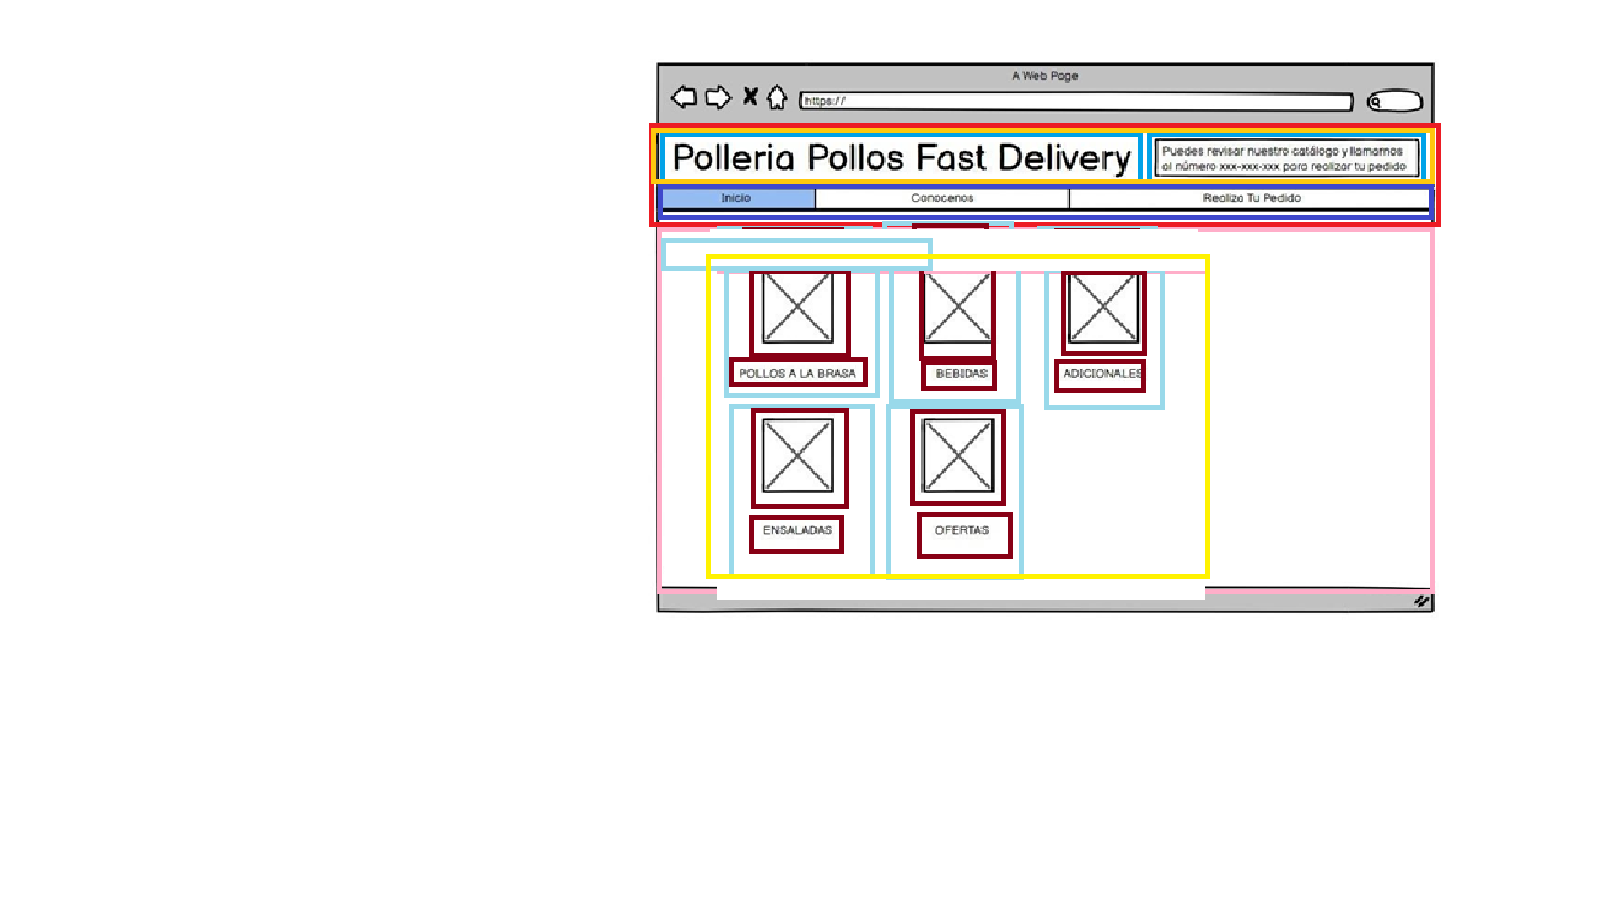 A Web Page
https://
Polleria Pollos Fast Delivery
Puedes revisar nuestro catálogo y llamarnos
al número xxx-xxx-xxx para realizar tu pedido
Inicio
Conocenos
Realiza Tu Pedido
POLLOS A LA BRASA
BEBIDAS
ADICIONALES
ENSALADAS
OFERTAS